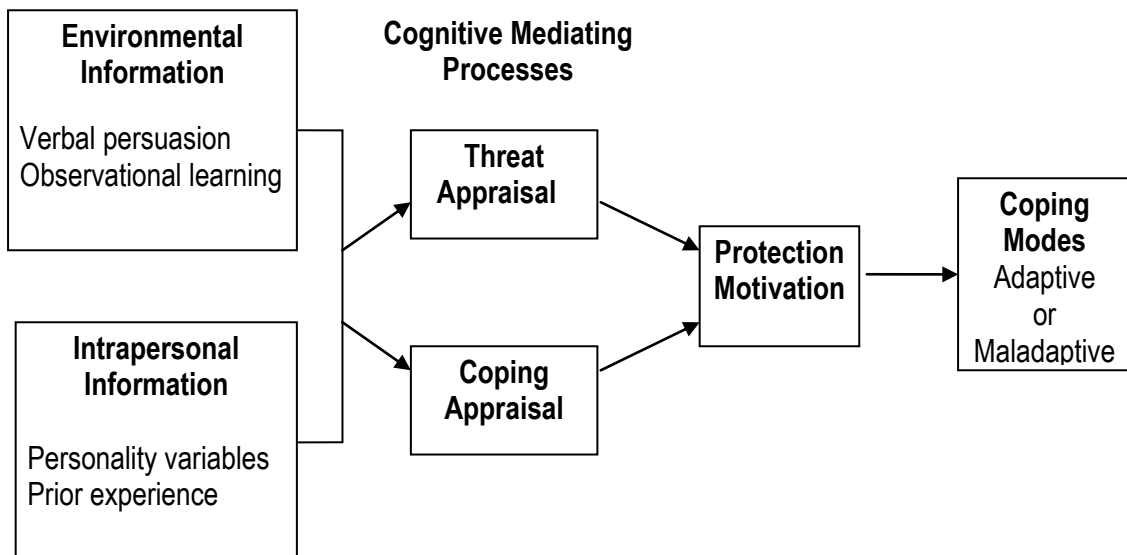 Environmental
Information
Verbal persuasion
Observational learning
Intrapersonal
Information
Personality variables
Prior experience
Cognitive Mediating
Processes
Threat
Appraisal
Coping
Appraisal
Protection
Motivation
Coping
Modes
Adaptive
or
Maladaptive